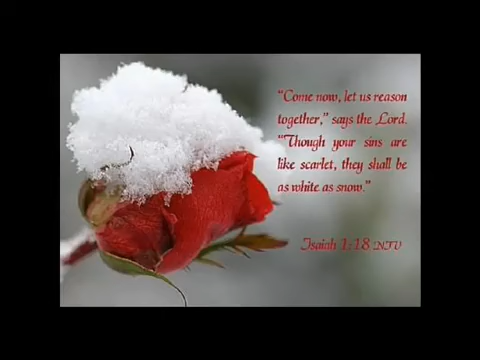 "Come now, let us reason
together," says the Lord.
"Though your sins are
like scarlet, they shall be
as white as snow."
Isaiah 1:18 NIV